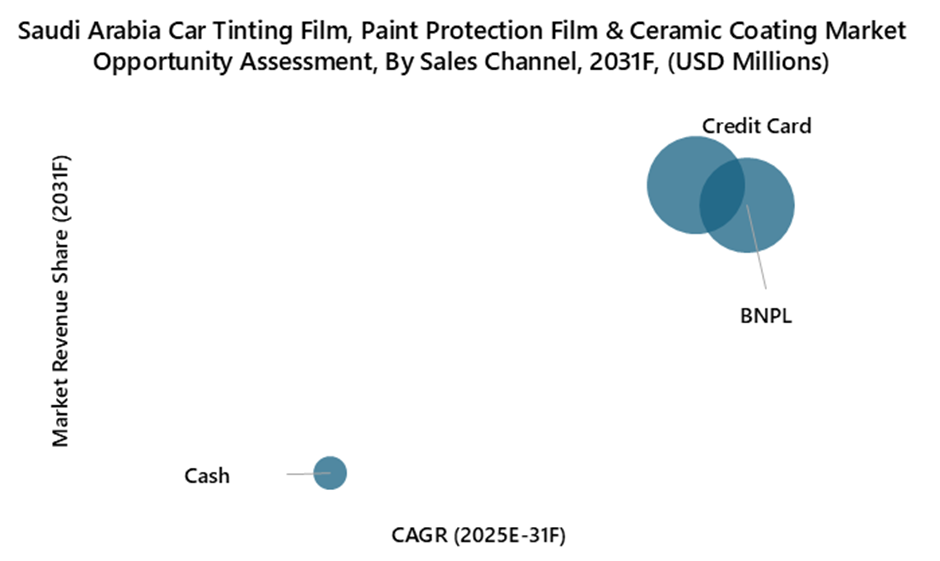 Saudi Arabia Car Tinting Film, Paint Protection Film & Ceramic Coating Market
Opportunity Assessment, By Sales Channel, 2031F, (USD Millions)
Credit Card
Market Revenue Share (2031F)
BNPL
Cash
CAGR (2025E-31F)